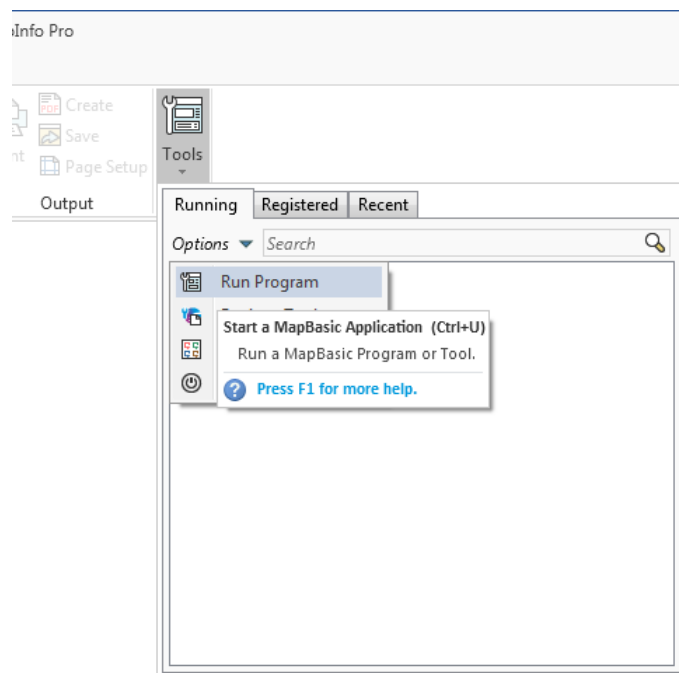 Info Pro
Create
Save
Page Setup
Output
Tools
Running Registered Recent
Options Search
Run Program
Start a MapBasic Application (Ctrl+U)
Run a MapBasic Program or Tool.
Press F1 for more help.